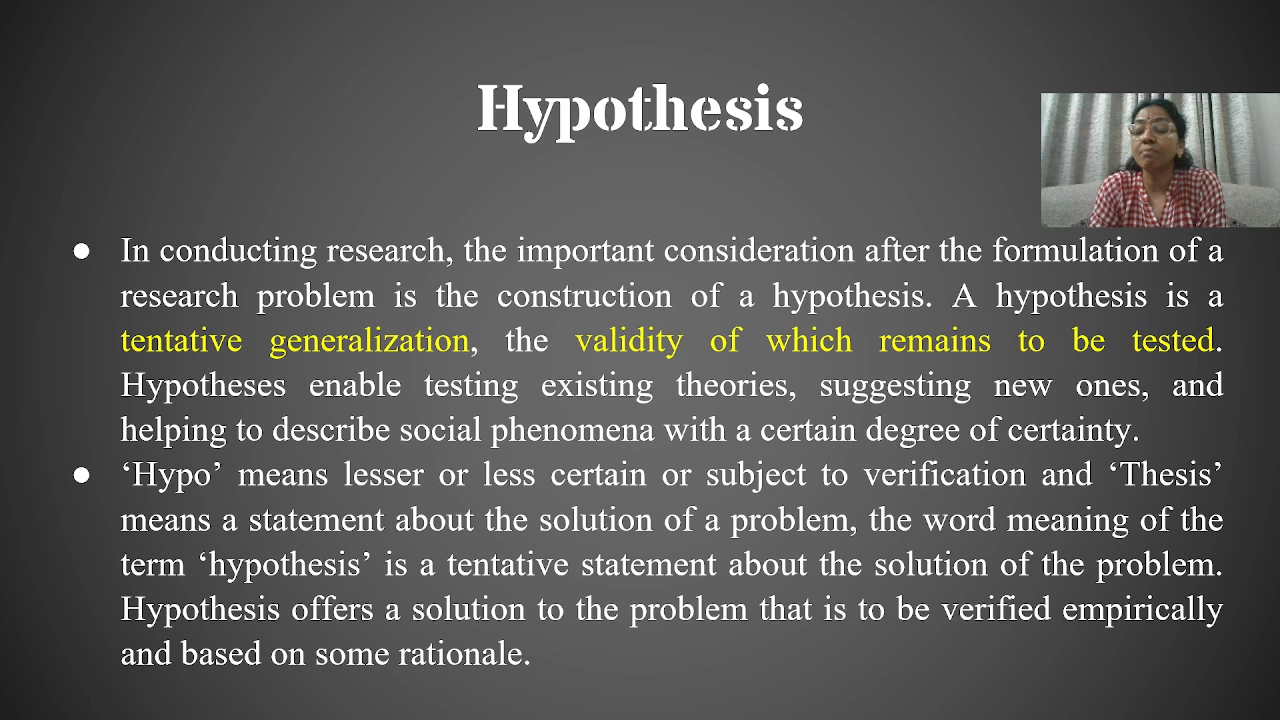 Hypothesis
● In conducting research, the important consideration after the formulation of a
research problem is the construction of a hypothesis. A hypothesis is a
tentative generalization, the validity of which remains to be tested.
Hypotheses enable testing existing theories, suggesting new ones, and
helping to describe social phenomena with a certain degree of certainty.
● ‘Hypo’ means lesser or less certain or subject to verification and ‘Thesis’
means a statement about the solution of a problem, the word meaning of the
term ‘hypothesis’ is a tentative statement about the solution of the problem.
Hypothesis offers a solution to the problem that is to be verified empirically
and based on some rationale.